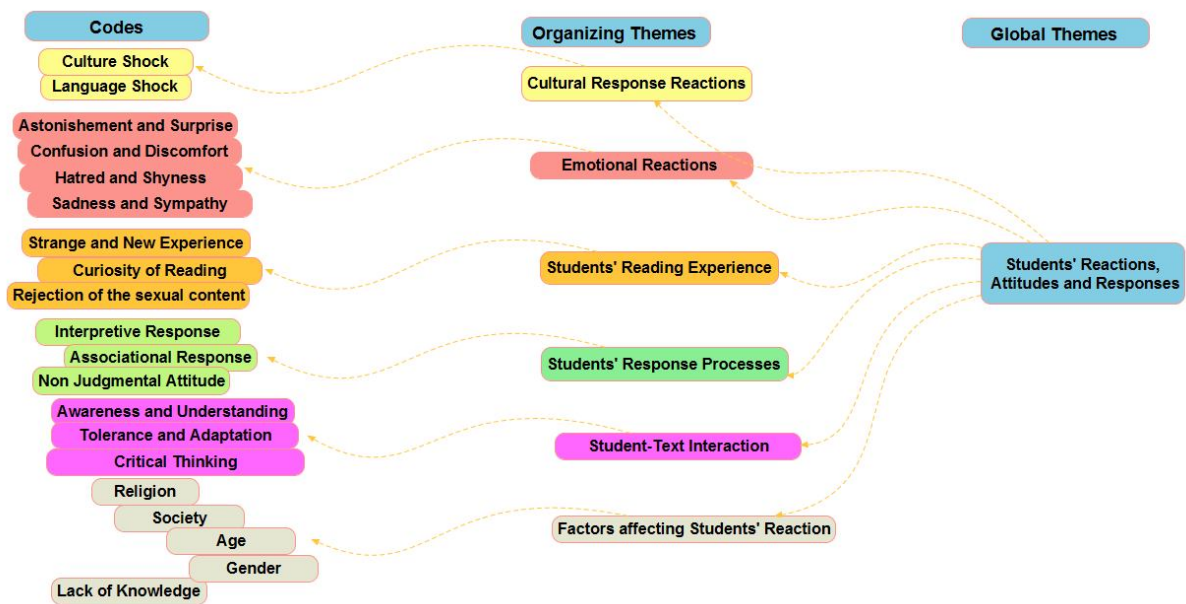 Codes
Organizing Themes
Global Themes
Culture Shock
Language Shock
Cultural Response Reactions
Astonishement and Surprise
Confusion and Discomfort
Hatred and Shyness
Sadness and Sympathy
Emotional Reactions
Strange and New Experience
Curiosity of Reading
Rejection of the sexual content
Students' Reading Experience
Students' Reactions,
Attitudes and Responses
Interpretive Response
Associational Response
Non Judgmental Attitude
Students' Response Processes
Awareness and Understanding
Tolerance and Adaptation
Critical Thinking
Student-Text Interaction
Religion
Society
Age
Gender
Lack of Knowledge
Factors affecting Students' Reaction